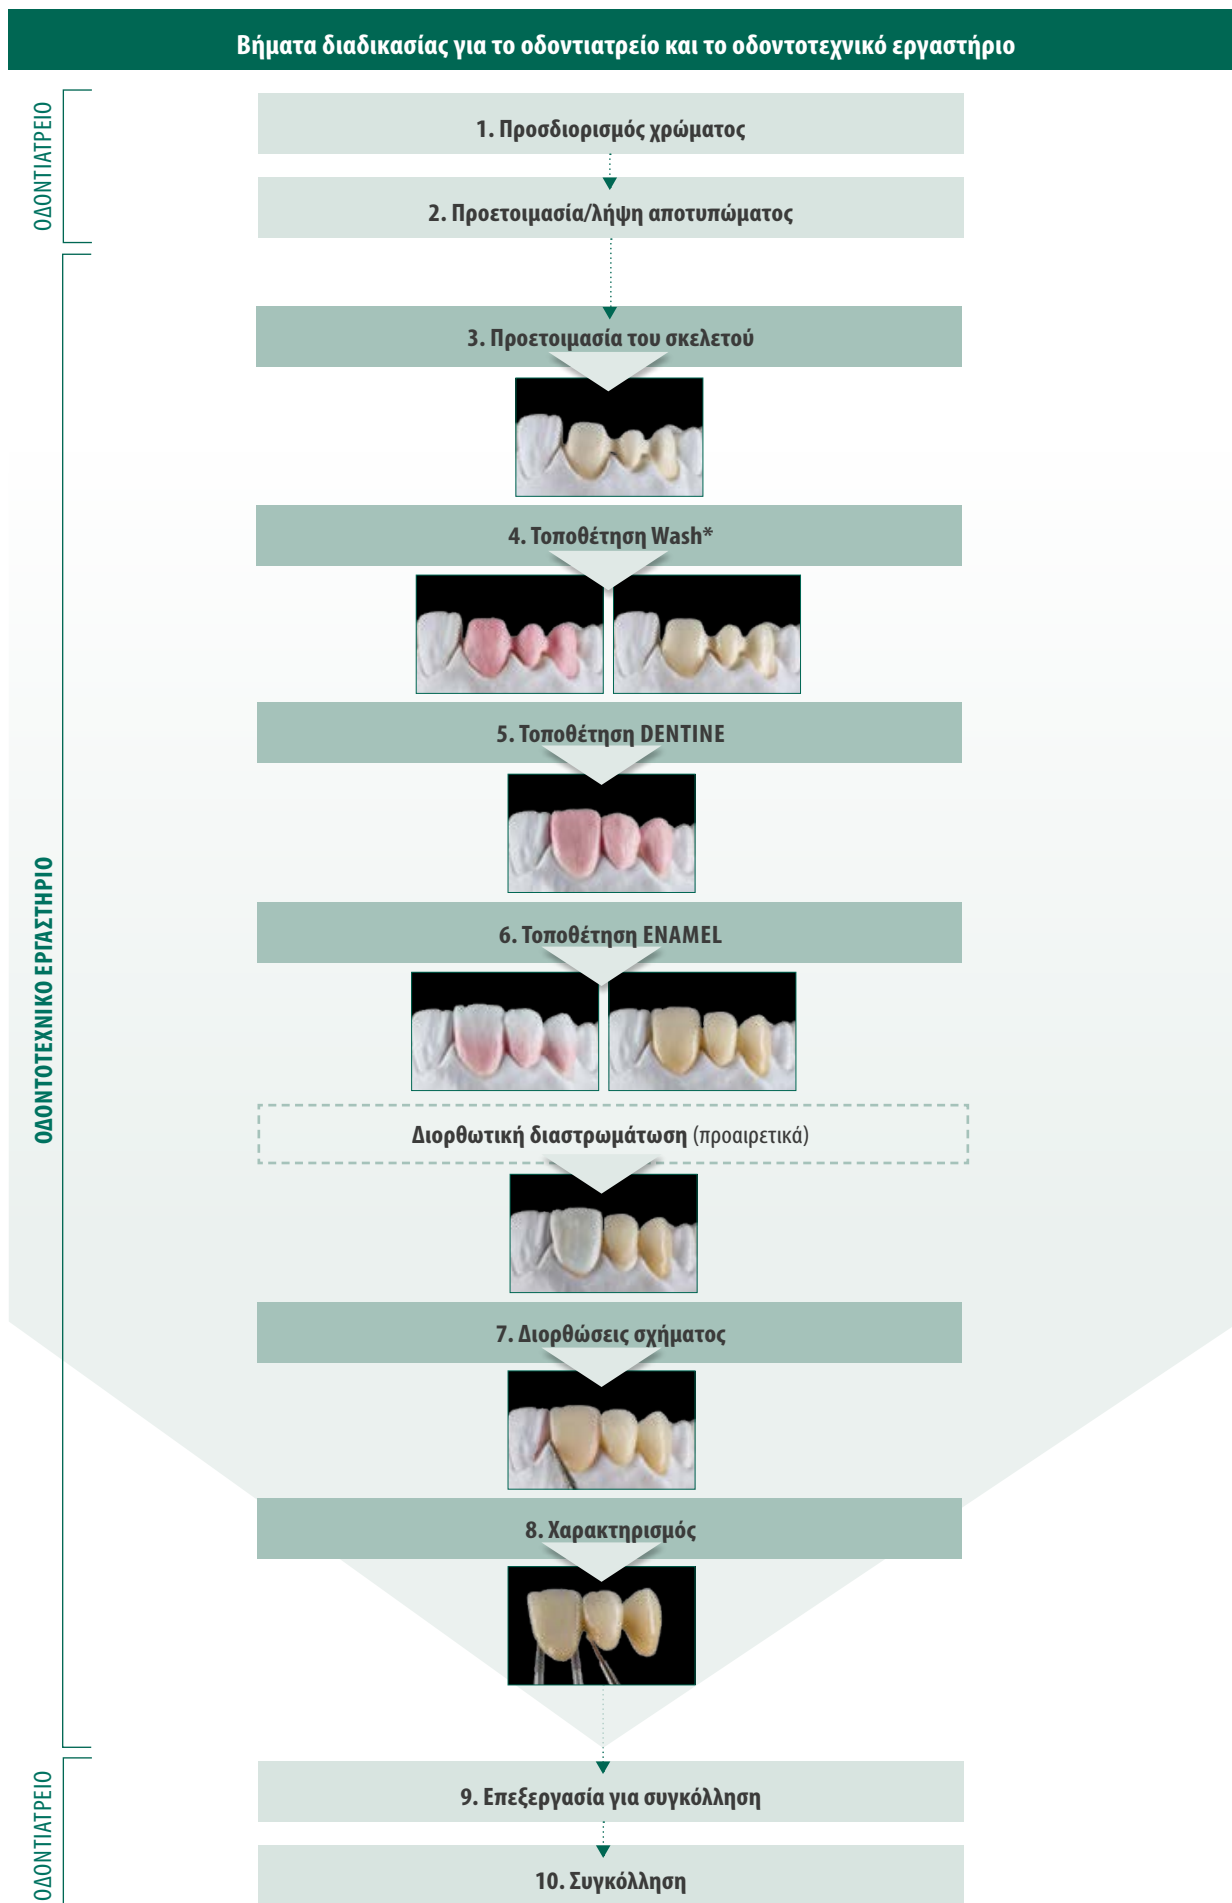 Βήματα διαδικασίας για το οδοντιατρείο και το οδοντοτεχνικό εργαστήριο
ΟΔΟΝΤΙΑΤΡΕΙΟ
1. Προσδιορισμός χρώματος
2. Προετοιμασία/λήψη αποτυπώματος
ΟΔΟΝΤΟΤΕΧΝΙΚΟ ΕΡΓΑΣΤΗΡΙΟ
3. Προετοιμασία του σκελετού
4. Τοποθέτηση Wash*
5. Τοποθέτηση DENTINE
6. Τοποθέτηση ENAMEL
Διορθωτική διαστρωμάτωση (προαιρετικά)
7. Διορθώσεις σχήματος
8. Χαρακτηρισμός
ΟΔΟΝΤΙΑΤΡΕΙΟ
9. Επεξεργασία για συγκόλληση
10. Συγκόλληση